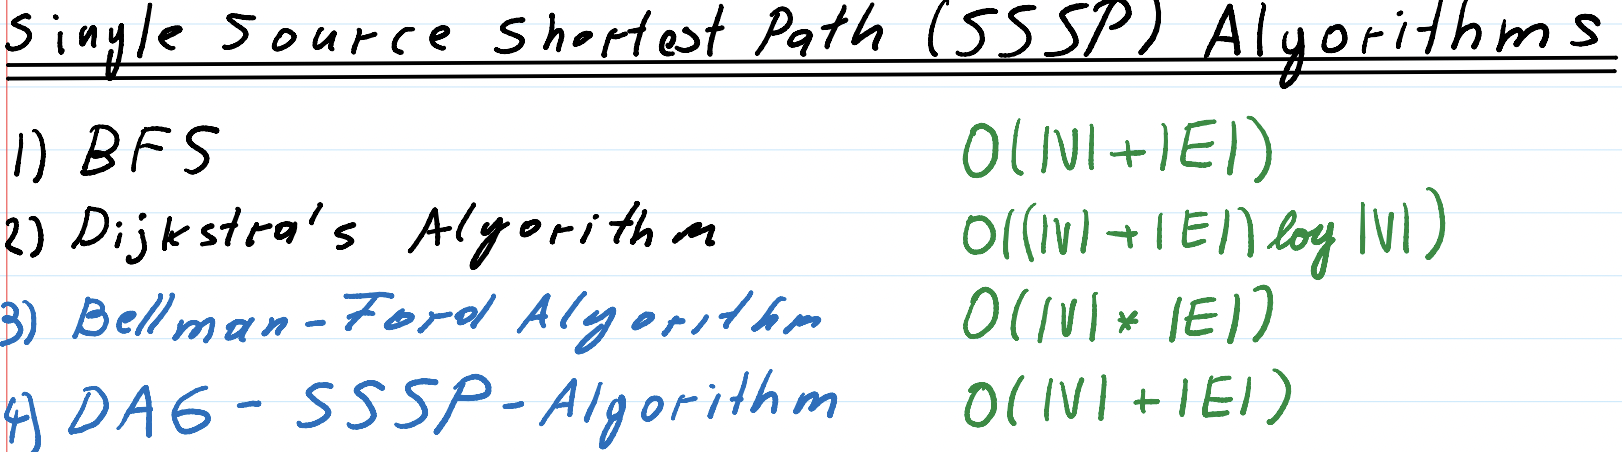 Single Source Shortest Path (SSSP) Algorithms
1) BFS O(|V| + |E|)
2) Dijkstra's Algorithm O((|V| + |E|) log |V|)
3) Bellman-Ford Algorithm O(|V| * |E|)
4) DAG - SSSP - Algorithm O(|V| + |E|)